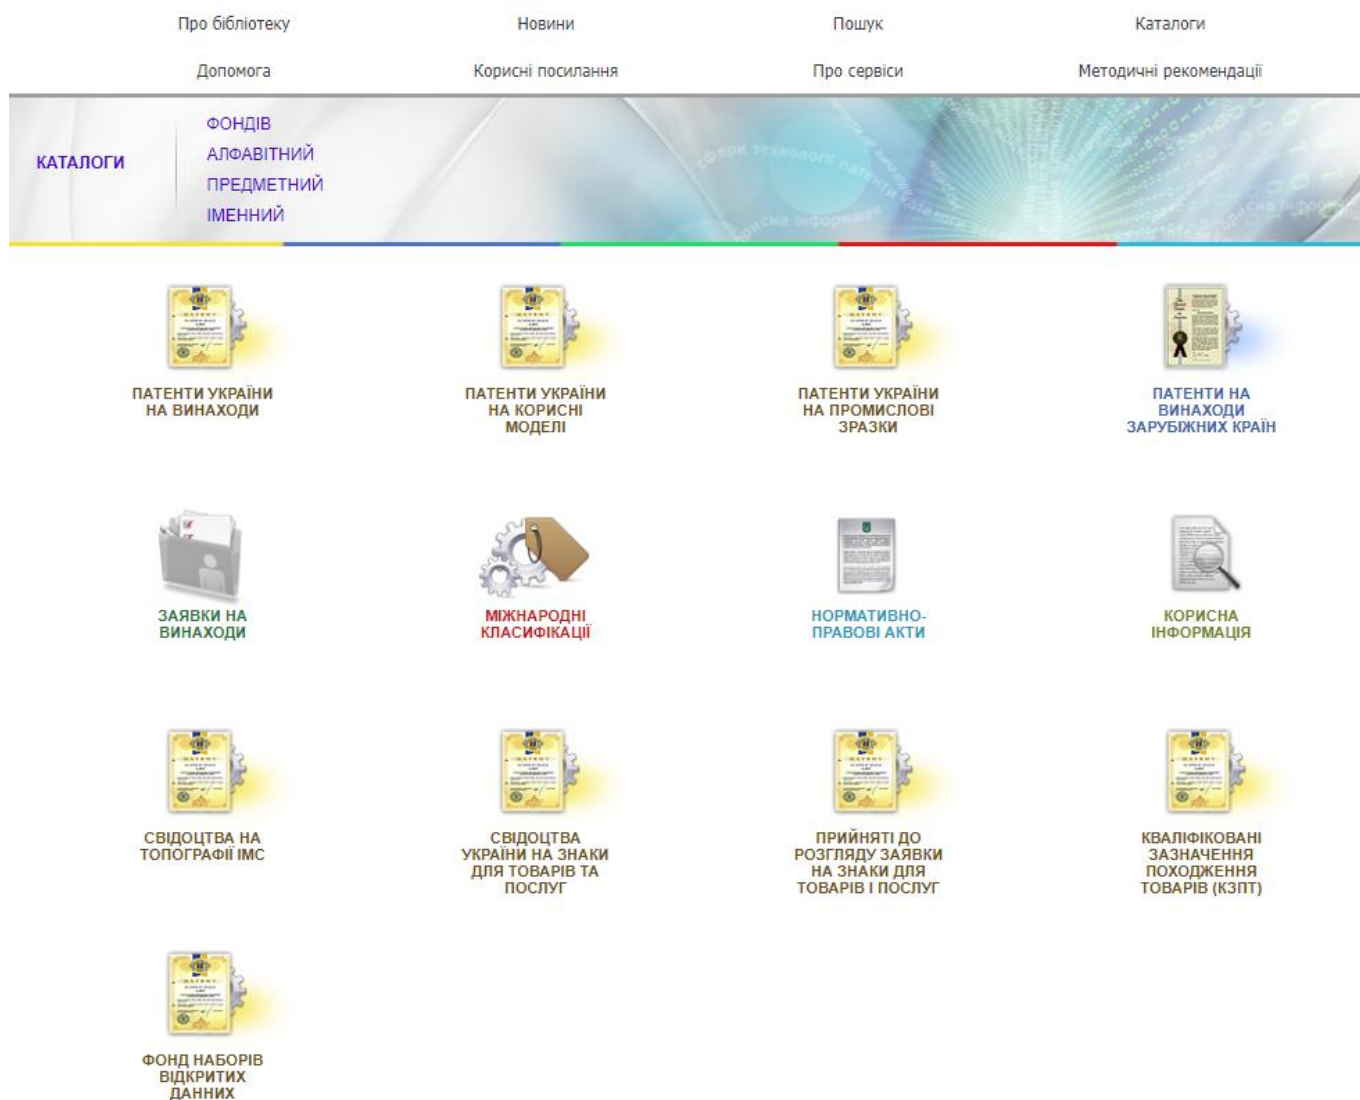 Про бібліотеку Новини Пошук Каталоги
Допомога Корисні посилання Про сервіси Методичні рекомендації
КАТАЛОГИ
ФОНДІВ
АЛФАВІТНИЙ
ПРЕДМЕТНИЙ
ІМЕННИЙ
ПАТЕНТИ УКРАЇНИ
НА ВИНАХОДИ
ПАТЕНТИ УКРАЇНИ
НА КОРИСНІ
МОДЕЛІ
ПАТЕНТИ УКРАЇНИ
НА ПРОМИСЛОВІ
ЗРАЗКИ
ПАТЕНТИ НА
ВИНАХОДИ
ЗАРУБІЖНИХ КРАЇН
ЗАЯВКИ НА
ВИНАХОДИ
МІЖНАРОДНІ
КЛАСИФІКАЦІЇ
НОРМАТИВНО-
ПРАВОВІ АКТИ
КОРИСНА
ІНФОРМАЦІЯ
СВІДОЦТВА НА
ТОПОГРАФІЇ ІМС
СВІДОЦТВА
УКРАЇНИ НА ЗНАКИ
ДЛЯ ТОВАРІВ ТА
ПОСЛУГ
ПРИЙНЯТІ ДО
РОЗГЛЯДУ ЗАЯВКИ
НА ЗНАКИ ДЛЯ
ТОВАРІВ І ПОСЛУГ
КВАЛІФІКОВАНІ
ЗАЗНАЧЕННЯ
ПОХОДЖЕННЯ
ТОВАРІВ (КЗПТ)
ФОНД НАБОРІВ
ВІДКРИТИХ
ДАННИХ